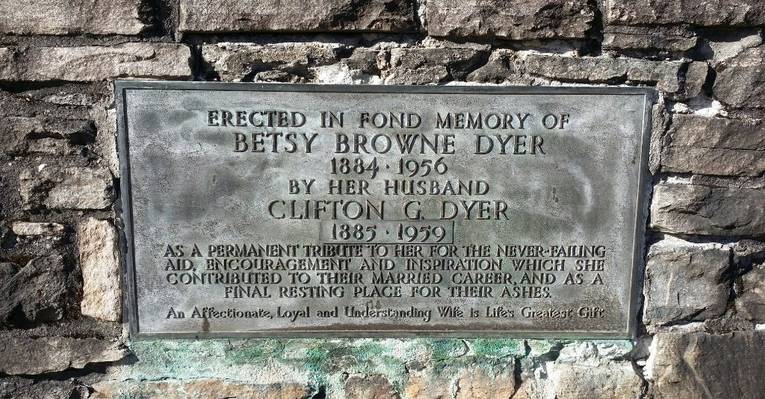 ERECTED IN FOND MEMORY OF
BETSY BROWNE DYER
1884 · 1956
BY HER HUSBAND
CLIFTON G. DYER
1885 · 1959
AS A PERMANENT TRIBUTE TO HER FOR THE NEVER-FAILING
AID, ENCOURAGEMENT AND INSPIRATION WHICH SHE
CONTRIBUTED TO THEIR MARRIED CAREER, AND AS A
FINAL RESTING PLACE FOR THEIR ASHES.
An Affectionate, Loyal and Understanding Wife is Life's Greatest Gift